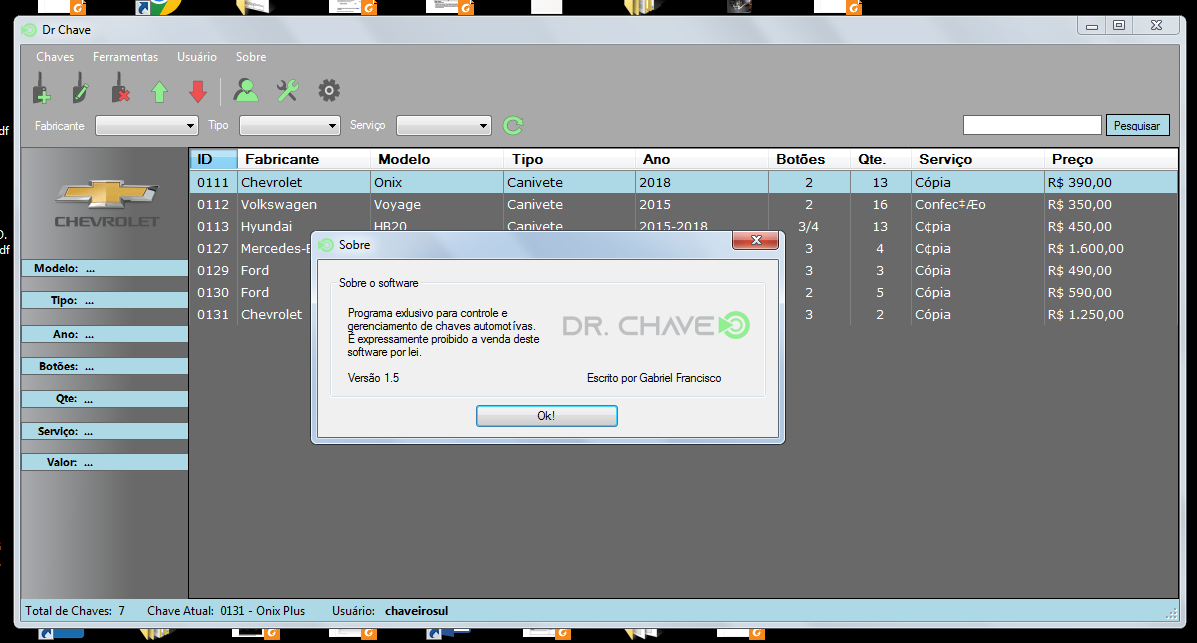 Dr Chave
Chaves Ferramentas Usuário Sobre
Fabricante Tipo Serviço Pesquisar
ID Fabricante Modelo Tipo Ano Botões Qte. Serviço Preço
0111 Chevrolet Onix Canivete 2018 2 13 Cópia R$ 390,00
0112 Volkswagen Voyage Canivete 2015 2 16 Confec‡Æo R$ 350,00
0113 Hyundai HB20 Canivete 2015-2018 3/4 13 C¢pia R$ 450,00
0127 Mercedes-B 3 4 C¢pia R$ 1.600,00
0129 Ford 3 3 Cópia R$ 490,00
0130 Ford 2 5 Cópia R$ 590,00
0131 Chevrolet 3 2 Cópia R$ 1.250,00
CHEVROLET
Modelo: ...
Tipo: ...
Ano: ...
Botões: ...
Qte: ...
Serviço: ...
Valor: ...
Sobre
Sobre o software
Programa exlusivo para controle e
gerenciamento de chaves automotívas.
É expressamente proibido a venda deste
software por lei.
DR. CHAVE
Versão 1.5 Escrito por Gabriel Francisco
Ok!
Total de Chaves: 7 Chave Atual: 0131 - Onix Plus Usuário: chaveirosul
df
O.
df